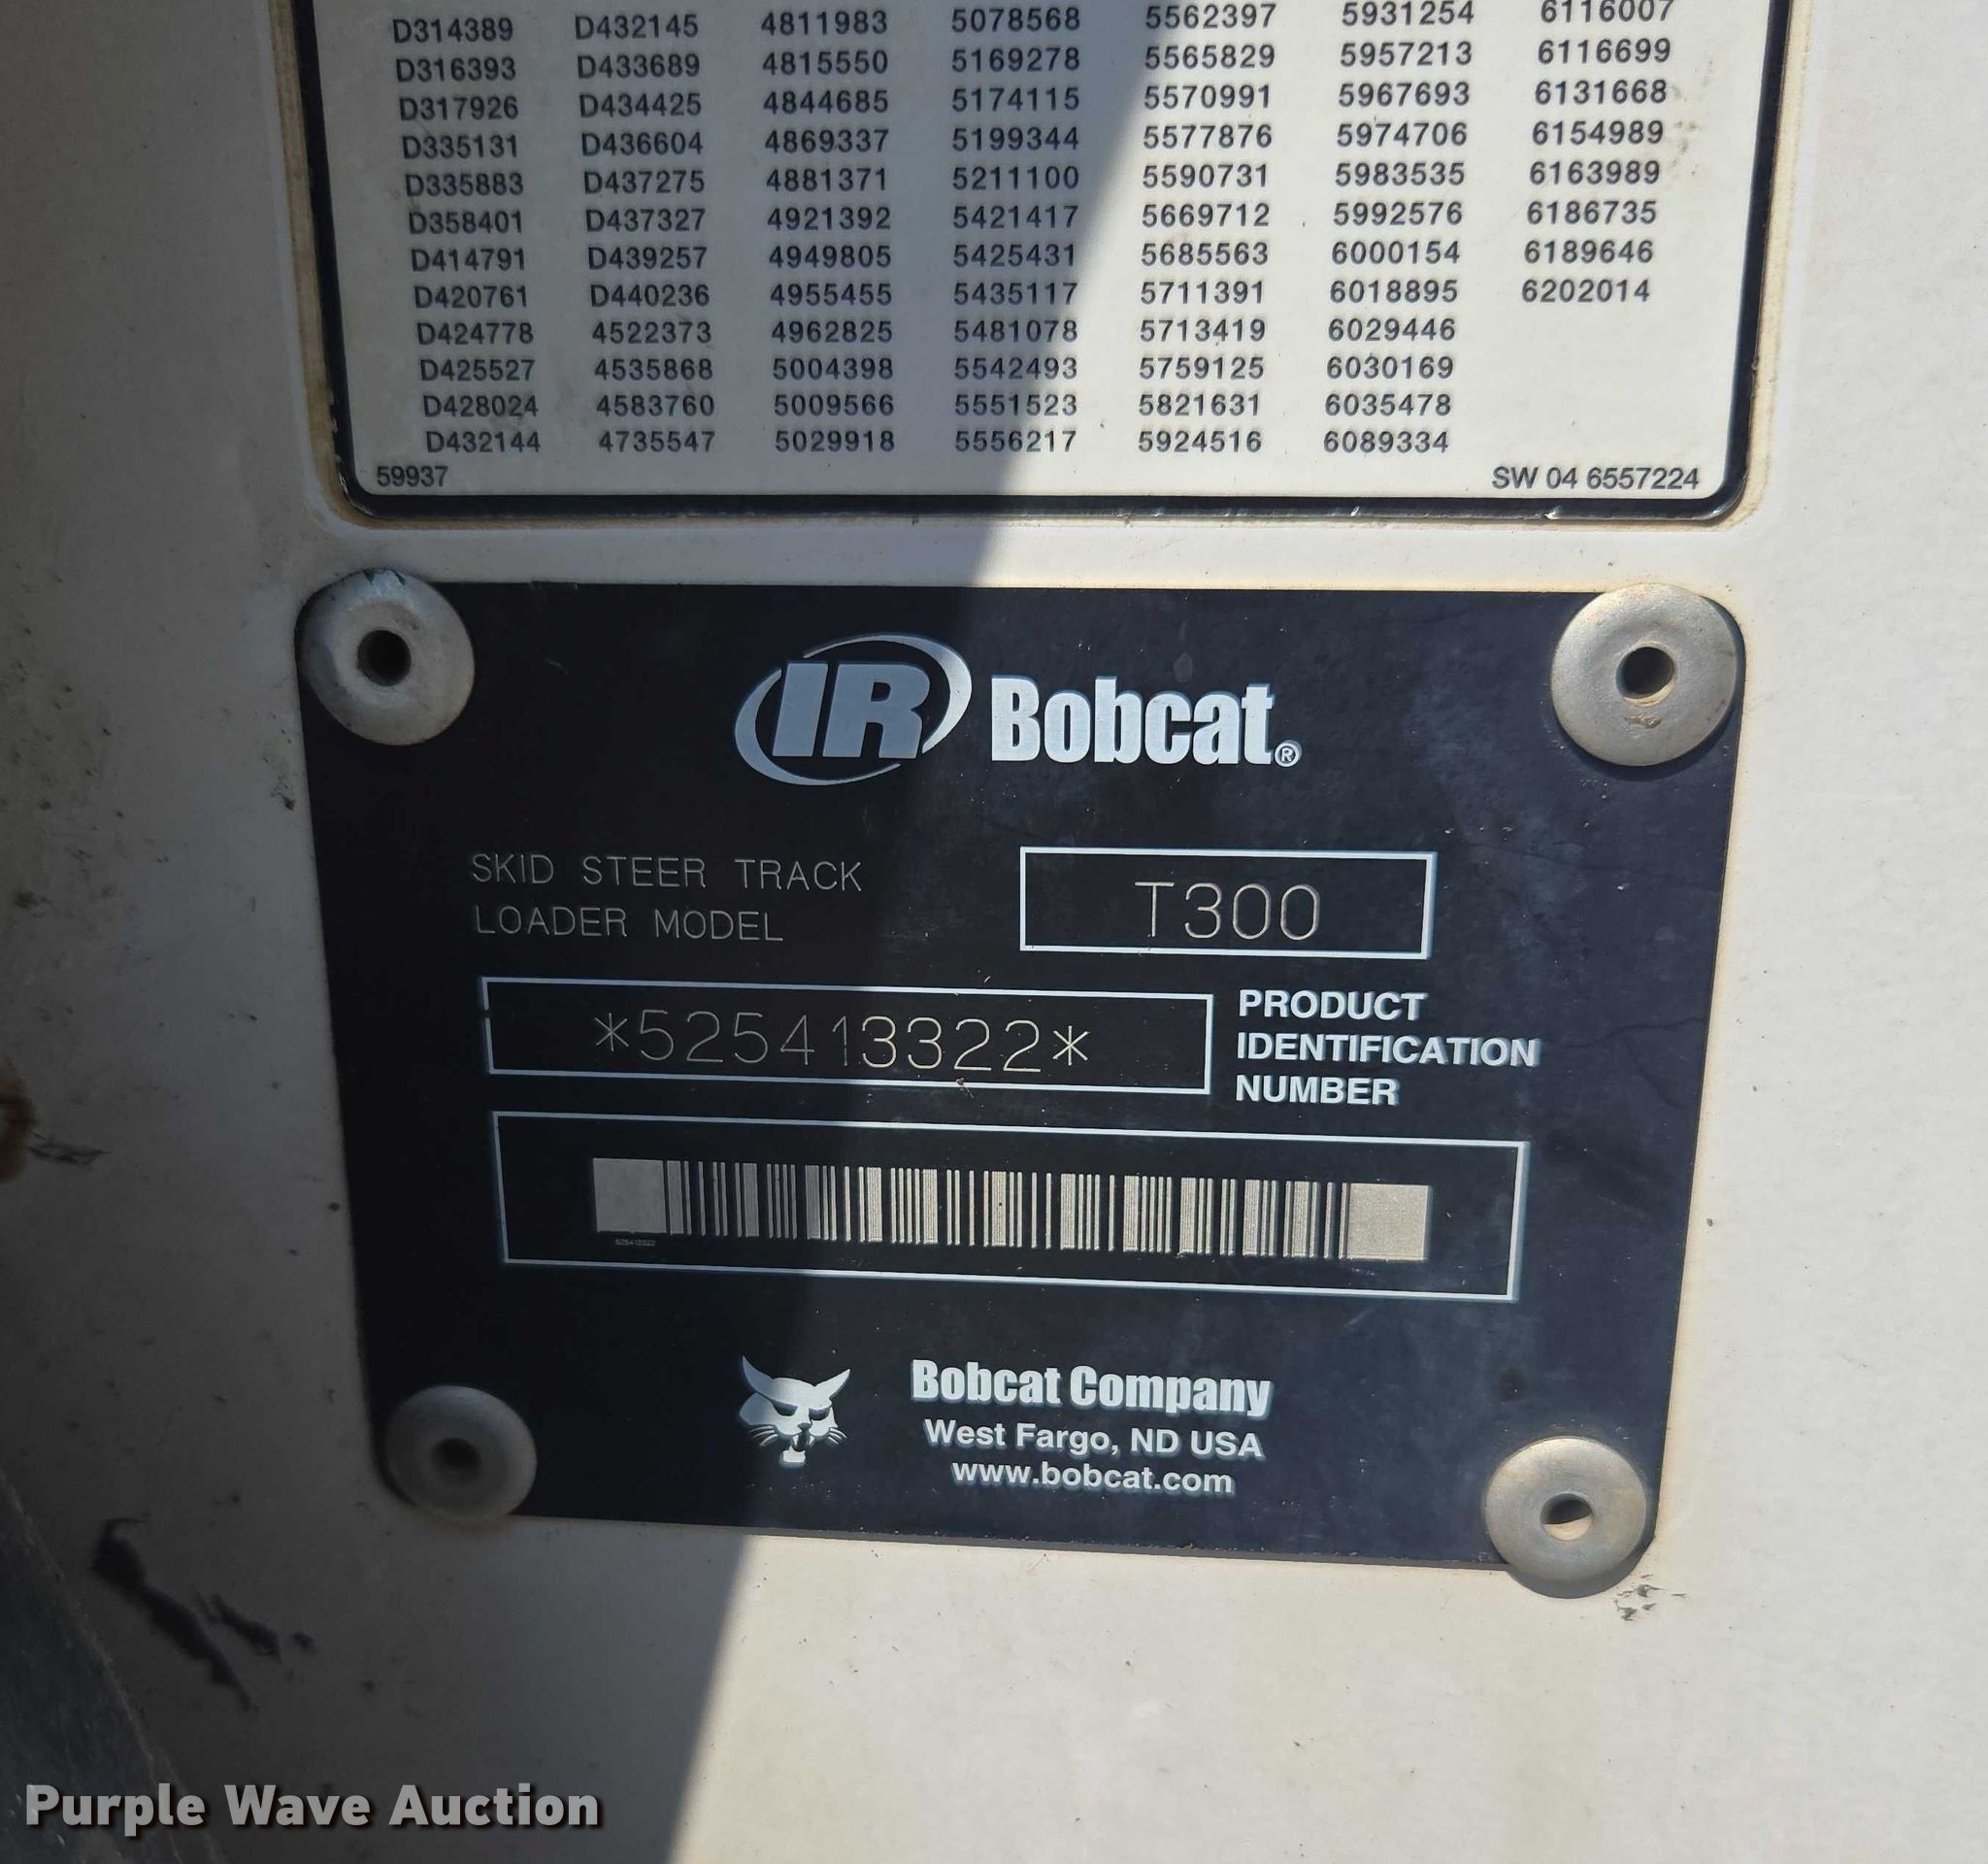 D314389 D432145 4811983 5078568 5562397 5931254 6116007
D316393 D433689 4815550 5169278 5565829 5957213 6116699
D317926 D434425 4844685 5174115 5570991 5967693 6131668
D335131 D436604 4869337 5199344 5577876 5974706 6154989
D335883 D437275 4881371 5211100 5590731 5983535 6163989
D358401 D437327 4921392 5421417 5669712 5992576 6186735
D414791 D439257 4949805 5425431 5685563 6000154 6189646
D420761 D440236 4955455 5435117 5711391 6018895 6202014
D424778 4522373 4962825 5481078 5713419 6029446
D425527 4535868 5004398 5542493 5759125 6030169
D428024 4583760 5009566 5551523 5821631 6035478
D432144 4735547 5029918 5556217 5924516 6089334
59937 SW 04 6557224
IR Bobcat®
SKID STEER TRACK
LOADER MODEL
T300
*525413322*
PRODUCT
IDENTIFICATION
NUMBER
525413322
Bobcat Company
West Fargo, ND USA
www.bobcat.com
Purple Wave Auction